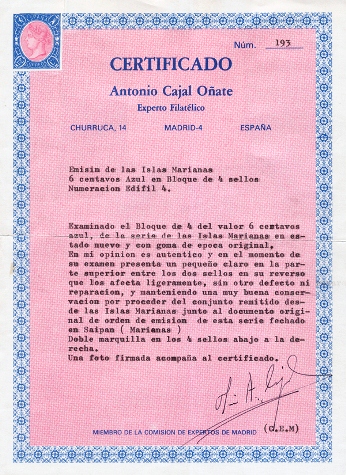 Núm. 193
CERTIFICADO
Antonio Cajal Oñate
Experto Filatélico
CHURRUCA, 14 MADRID-4 ESPAÑA
Emisim de las Islas Marianas
6 centavos Azul en Bloque de 4 sellos
Numeracion Edifil 4.
Examinado el Bloque de 4 del valor 6 centavos
azul, de la serie de las Islas Marianas en es-
tado nuevo y con goma de epoca original.
En mi opinion es autentico y en el momento de
su examen presenta un pequeño claro en la par-
te superior entre los dos sellos en su reverso
que los afecta ligeramente, sin otro defecto ni
reparacion, y manteniendo una muy buena conser-
vacion por proceder del conjunto remitido des-
de las Islas Marianas junto al documento origi-
nal de orden de emision de esta serie fechado
en Saipan ( Marianas )
Doble marquilla en los 4 sellos abajo a la de-
recha.
Una foto firmada acompaña al certificado.
MIEMBRO DE LA COMISION DE EXPERTOS DE MADRID (C.E.M)